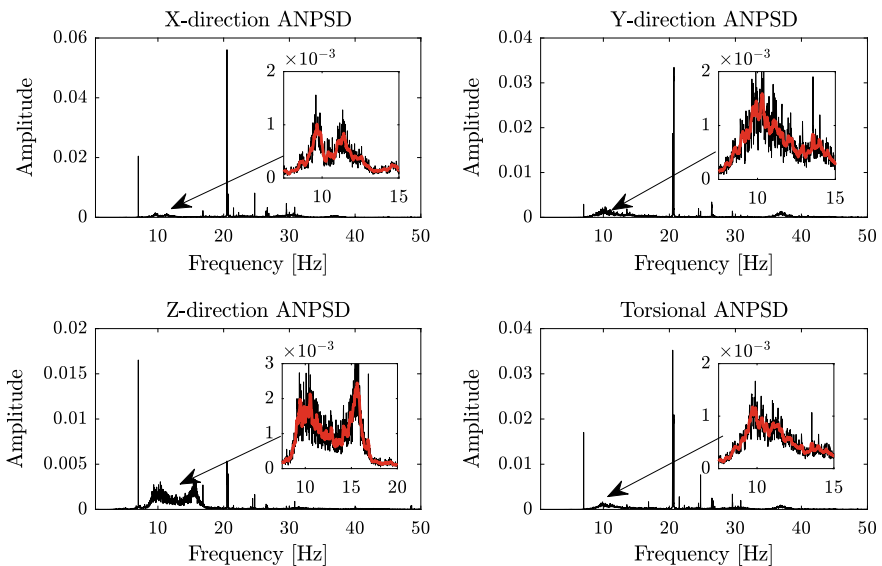 X-direction ANPSD
0.06
0.04
0.02
0
Amplitude
×10⁻³
2
1
0
10 15
10 20 30 40 50
Frequency [Hz]
Y-direction ANPSD
0.04
0.03
0.02
0.01
0
Amplitude
×10⁻³
2
1
0
10 15
10 20 30 40 50
Frequency [Hz]
Z-direction ANPSD
0.02
0.015
0.01
0.005
0
Amplitude
×10⁻³
3
2
1
0
10 15 20
10 20 30 40 50
Frequency [Hz]
Torsional ANPSD
0.04
0.03
0.02
0.01
0
Amplitude
×10⁻³
2
1
0
10 15
10 20 30 40 50
Frequency [Hz]